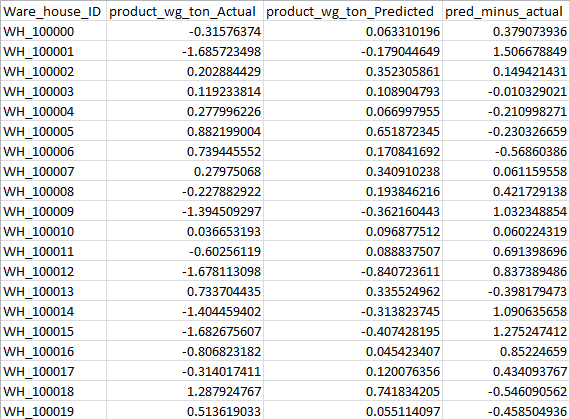 Ware_house_ID product_wg_ton_Actual product_wg_ton_Predicted pred_minus_actual
WH_100000 -0.31576374 0.063310196 0.379073936
WH_100001 -1.685723498 -0.179044649 1.506678849
WH_100002 0.202884429 0.352305861 0.149421431
WH_100003 0.119233814 0.108904793 -0.010329021
WH_100004 0.277996226 0.066997955 -0.210998271
WH_100005 0.882199004 0.651872345 -0.230326659
WH_100006 0.739445552 0.170841692 -0.56860386
WH_100007 0.27975068 0.340910238 0.061159558
WH_100008 -0.227882922 0.193846216 0.421729138
WH_100009 -1.394509297 -0.362160443 1.032348854
WH_100010 0.036653193 0.096877512 0.060224319
WH_100011 -0.60256119 0.088837507 0.691398696
WH_100012 -1.678113098 -0.840723611 0.837389486
WH_100013 0.733704435 0.335524962 -0.398179473
WH_100014 -1.404459402 -0.313823745 1.090635658
WH_100015 -1.682675607 -0.407428195 1.275247412
WH_100016 -0.806823182 0.045423407 0.85224659
WH_100017 -0.314017411 0.120076356 0.434093767
WH_100018 1.287924767 0.741834205 -0.546090562
WH_100019 0.513619033 0.055114097 -0.458504936